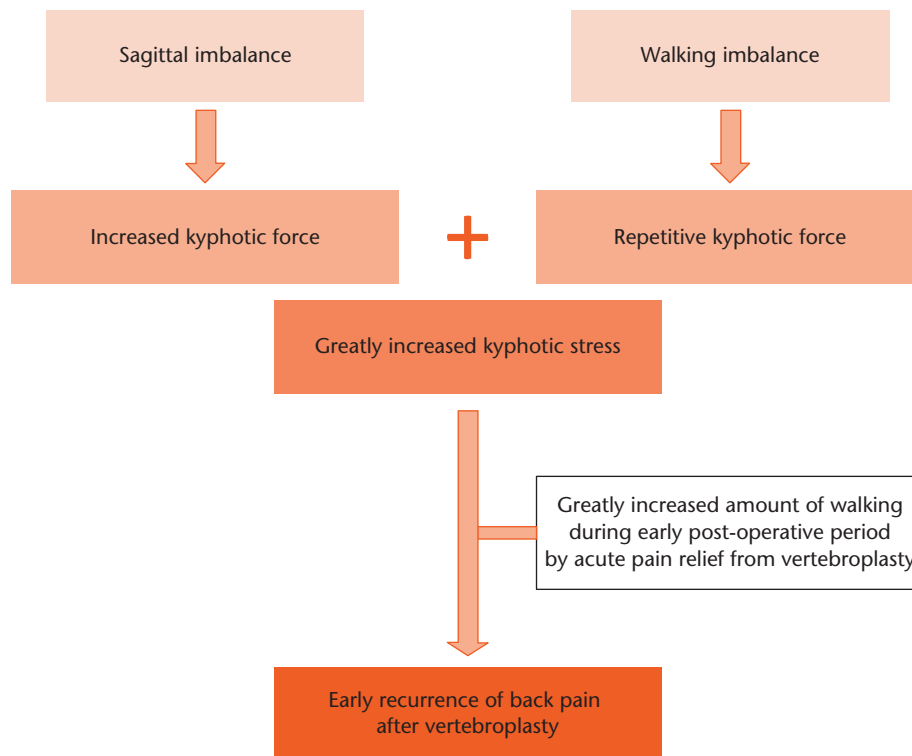 Sagittal imbalance
Walking imbalance
Increased kyphotic force
+
Repetitive kyphotic force
Greatly increased kyphotic stress
Greatly increased amount of walking
during early post-operative period
by acute pain relief from vertebroplasty
Early recurrence of back pain
after vertebroplasty